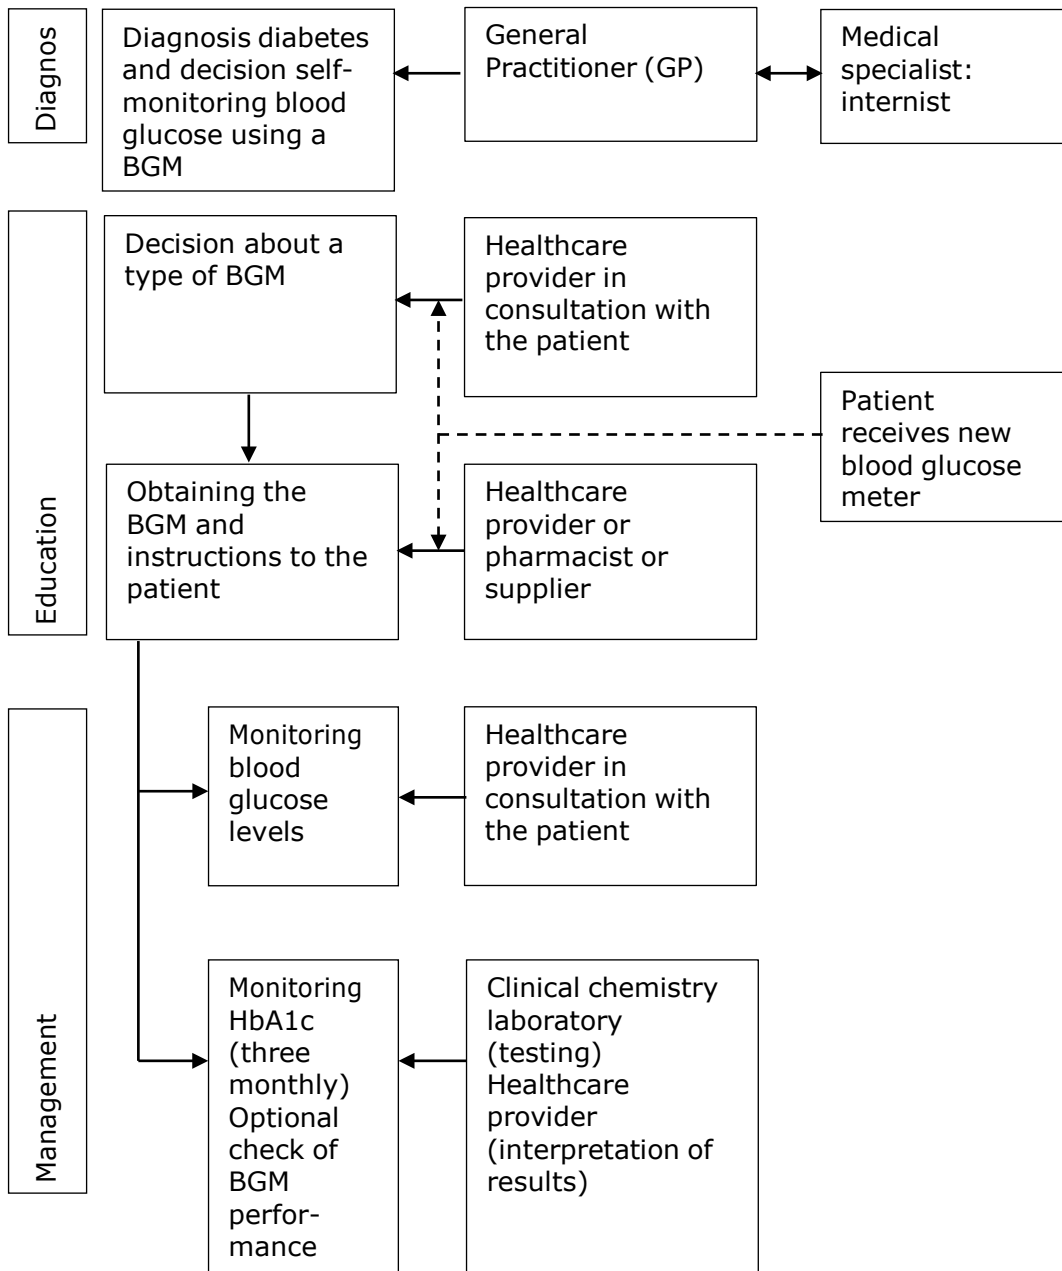 Diagnos
Diagnosis diabetes
and decision self-
monitoring blood
glucose using a
BGM
General
Practitioner (GP)
Medical
specialist:
internist
Education
Decision about a
type of BGM
Healthcare
provider in
consultation with
the patient
Patient
receives new
blood glucose
meter
Obtaining the
BGM and
instructions to the
patient
Healthcare
provider or
pharmacist or
supplier
Management
Monitoring
blood
glucose
levels
Healthcare
provider in
consultation with
the patient
Monitoring
HbA1c
(three
monthly)
Optional
check of
BGM
perfor-
mance
Clinical chemistry
laboratory
(testing)
Healthcare
provider
(interpretation of
results)